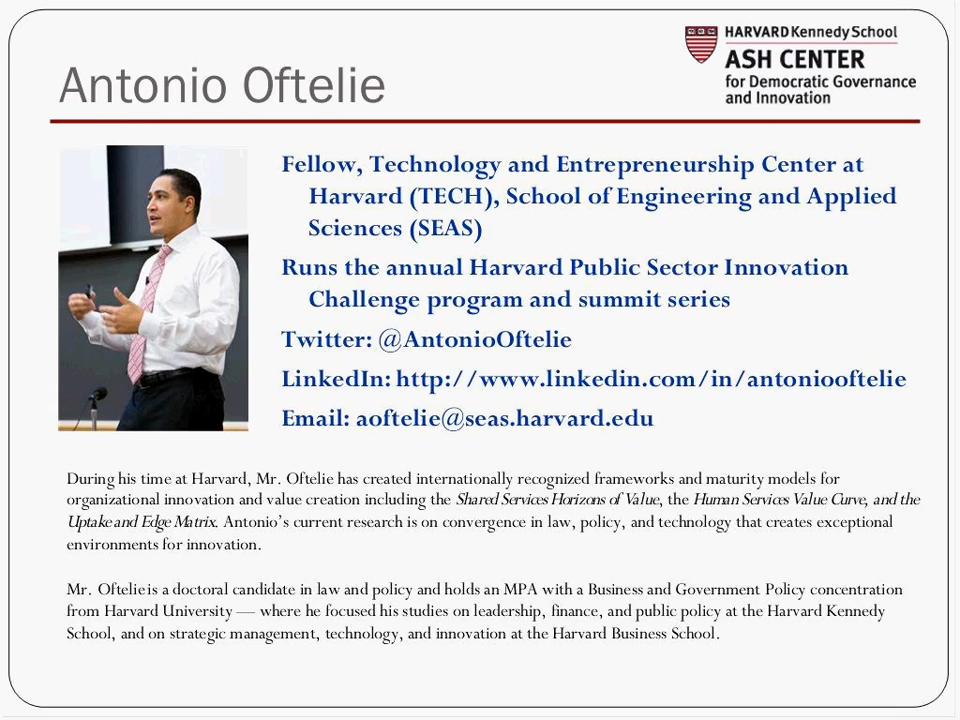 HARVARD Kennedy School
ASH CENTER
for Democratic Governance
and Innovation
Antonio Oftelie
Fellow, Technology and Entrepreneurship Center at
Harvard (TECH), School of Engineering and Applied
Sciences (SEAS)
Runs the annual Harvard Public Sector Innovation
Challenge program and summit series
Twitter: @AntonioOftelie
LinkedIn: http://www.linkedin.com/in/antoniooftelie
Email: aoftelie@seas.harvard.edu
During his time at Harvard, Mr. Oftelie has created internationally recognized frameworks and maturity models for
organizational innovation and value creation including the Shared Services Horizons of Value, the Human Services Value Curve, and the
Uptake and Edge Matrix. Antonio's current research is on convergence in law, policy, and technology that creates exceptional
environments for innovation.
Mr. Oftelie is a doctoral candidate in law and policy and holds an MPA with a Business and Government Policy concentration
from Harvard University — where he focused his studies on leadership, finance, and public policy at the Harvard Kennedy
School, and on strategic management, technology, and innovation at the Harvard Business School.